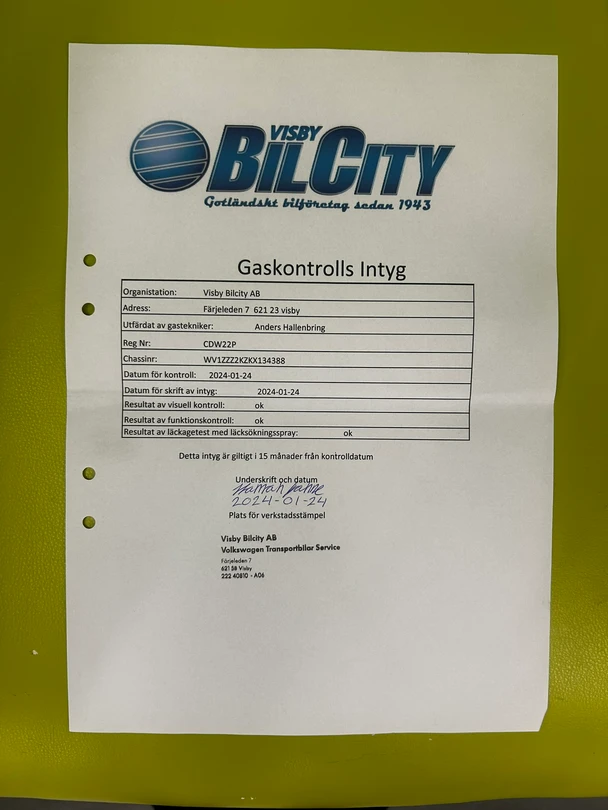 VISBY
BILCITY
Gotländskt bilföretag sedan 1943
Gaskontrolls Intyg
Organistation: Visby Bilcity AB
Adress: Färjeleden 7 621 23 visby
Utfärdat av gastekniker: Anders Hallenbring
Reg Nr: CDW22P
Chassinr: WV1ZZZ2KZKX134388
Datum för kontroll: 2024-01-24
Datum för skrift av intyg: 2024-01-24
Resultat av visuell kontroll: ok
Resultat av funktionskontroll: ok
Resultat av läckagetest med läcksökningsspray: ok
Detta intyg är giltigt i 15 månader från kontrolldatum
Underskrift och datum
2024-01-24
Plats för verkstadsstämpel
Visby Bilcity AB
Volkswagen Transportbilar Service
Färjeleden 7
621 58 Visby
222 40810 - A06